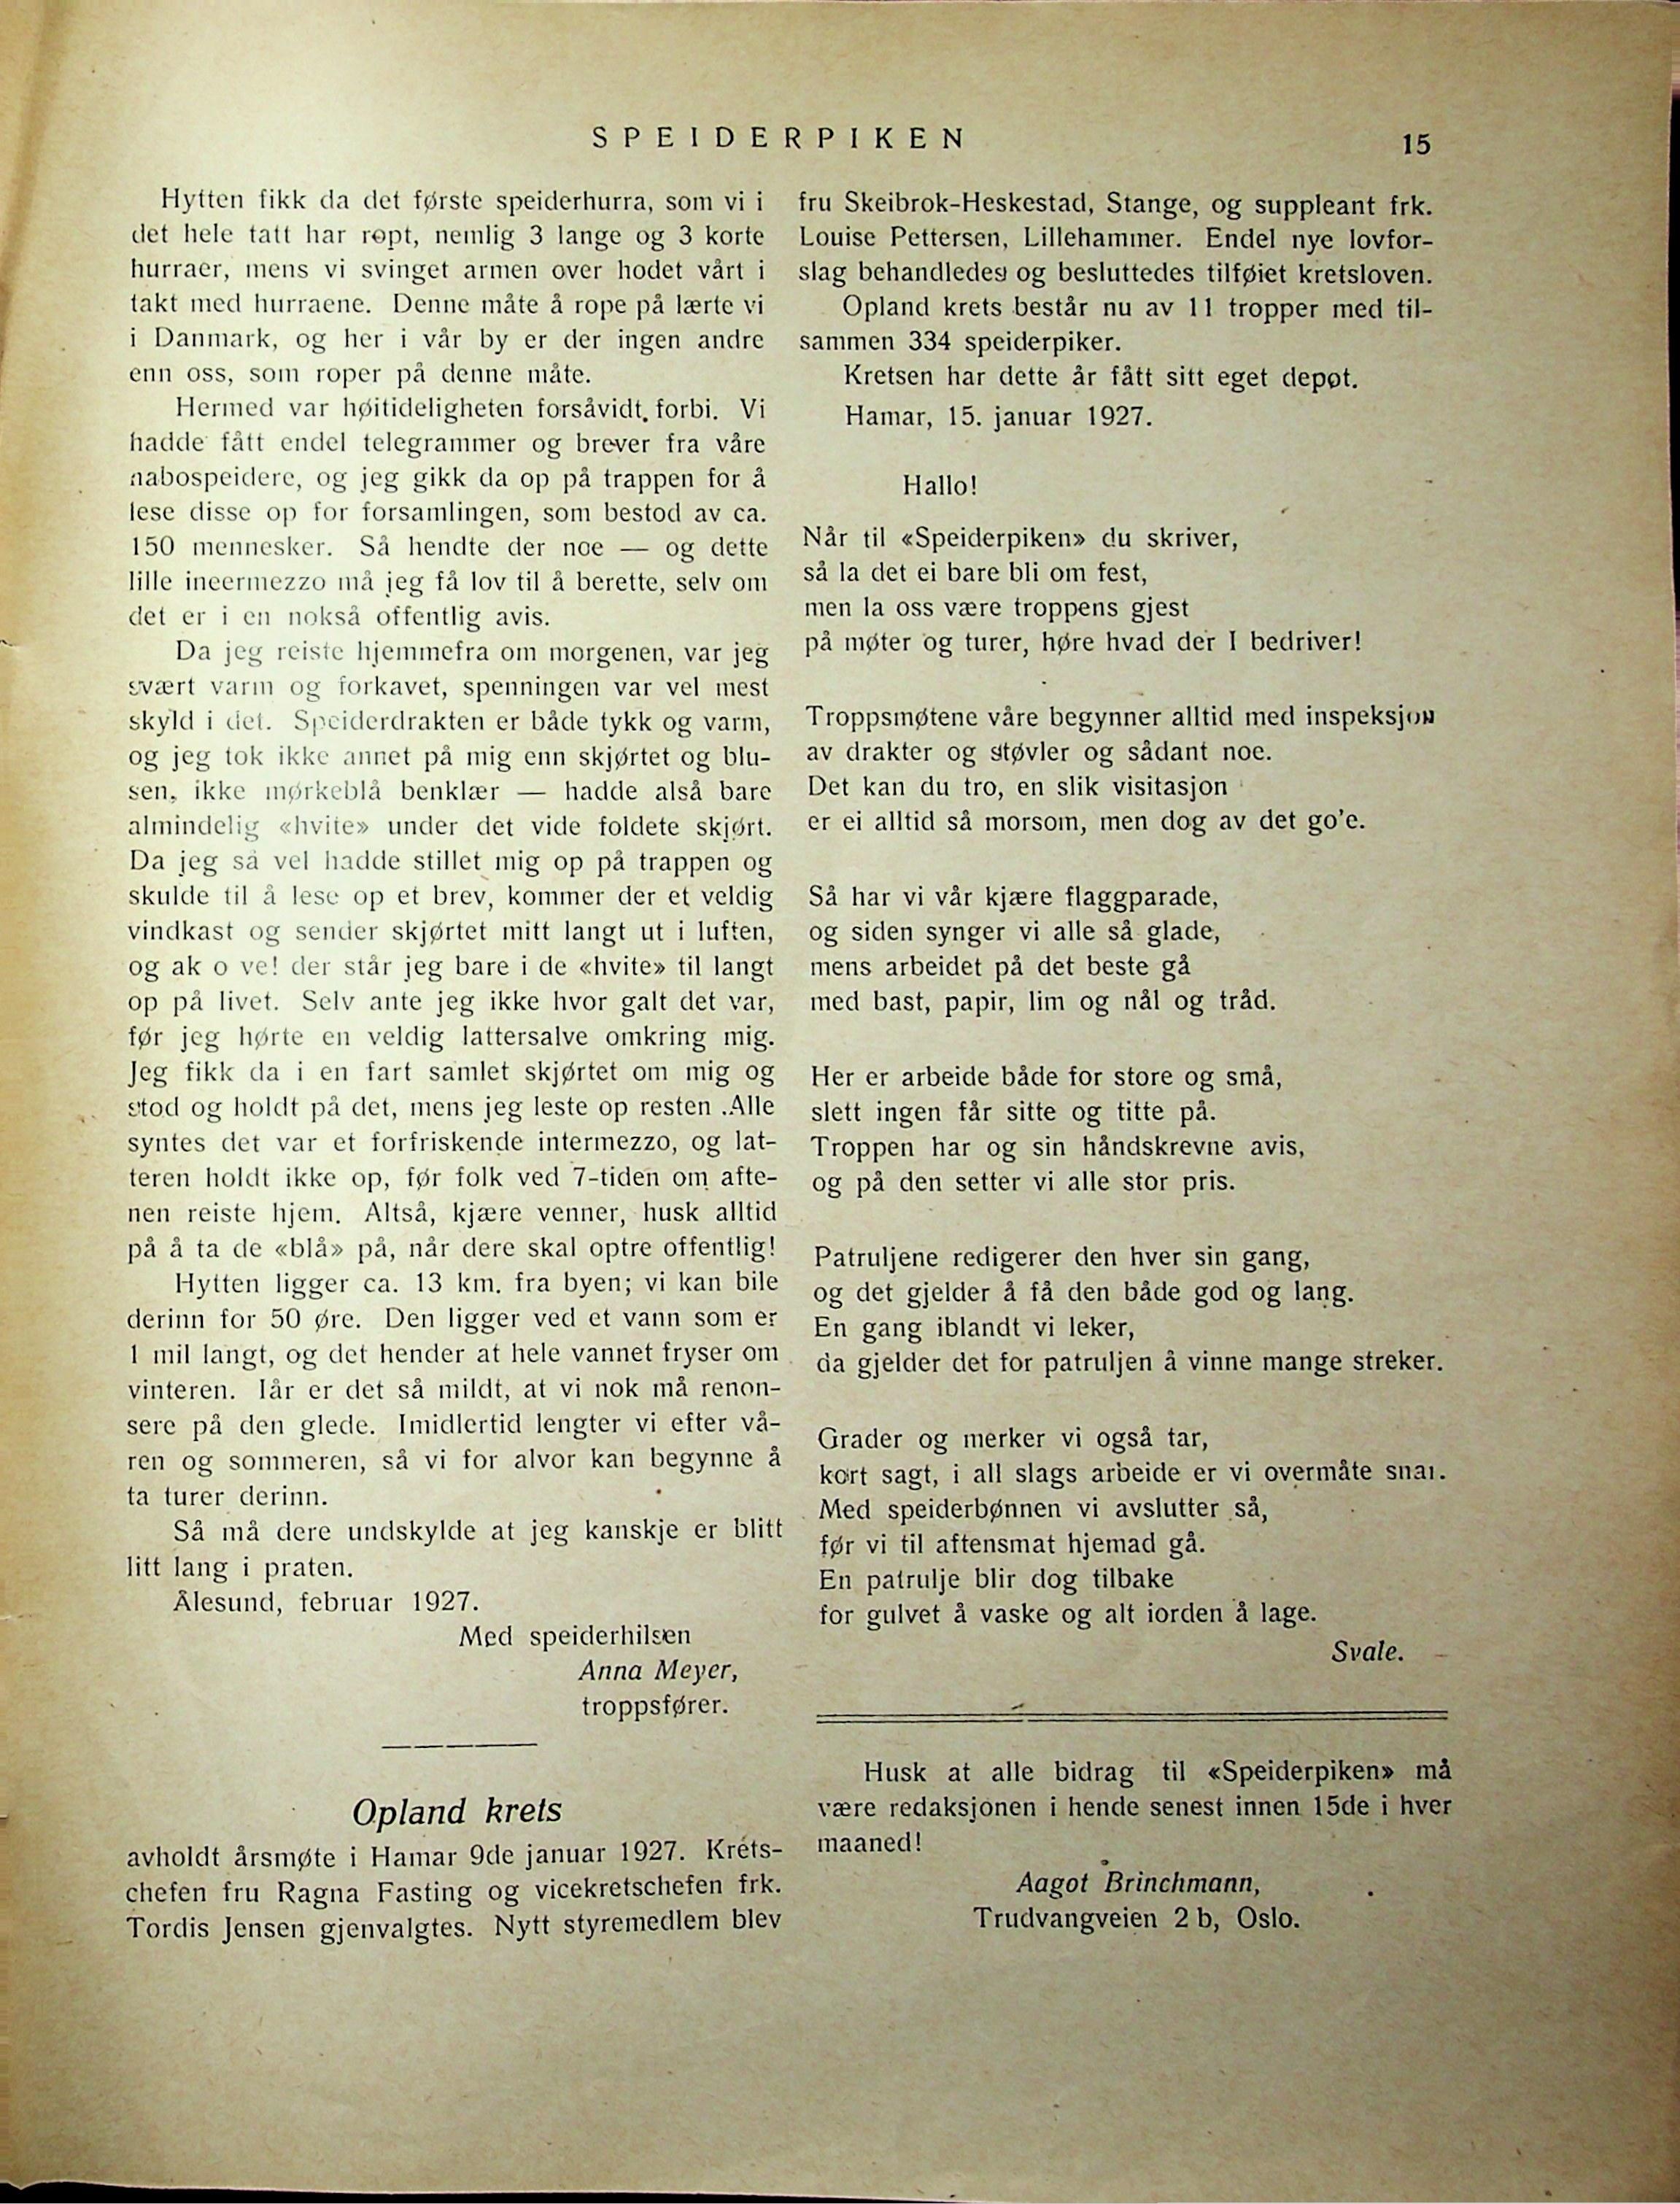 SPEIDERPIKEN
15
Hytten fikk da det første speiderhurra, som vi i
det hele tatt har ropt, nemlig 3 lange og 3 korte
hurraer, mens vi svinget armen over hodet vårt i
takt med hurraene. Denne måte å rope på lærte vi
i Danmark, og her i vår by er der ingen andre
enn oss, som roper på denne måte.
Hermed var høitideligheten forsåvidt. forbi. Vi
hadde fått endel telegrammer og brever fra våre
nabospeidere, og jeg gikk da op på trappen for å
lese disse op for forsamlingen, som bestod av ca.
150 mennesker. Så hendte der noe — og dette
lille ineermezzo må jeg få lov til å berette, selv om
det er i en nokså offentlig avis.
Da jeg reiste hjemmefra om morgenen, var jeg
svært varm og forkavet, spenningen var vel mest
skyld i det. Speiderdrakten er både tykk og varm,
og jeg tok ikke annet på mig enn skjørtet og blu-
sen, ikke mørkeblå benklær — hadde alså bare
almindelig «hvite» under det vide foldete skjørt.
Da jeg så vel hadde stillet mig op på trappen og
skulde til å lese op et brev, kommer der et veldig
vindkast og sender skjørtet mitt langt ut i luften,
og ak o ve! der står jeg bare i de «hvite» til langt
op på livet. Selv ante jeg ikke hvor galt det var,
før jeg hørte en veldig lattersalve omkring mig.
Jeg fikk da i en fart samlet skjørtet om mig og
stod og holdt på det, mens jeg leste op resten .Alle
syntes det var et forfriskende intermezzo, og lat-
teren holdt ikke op, før folk ved 7-tiden om afte-
nen reiste hjem. Altså, kjære venner, husk alltid
på å ta de «blå» på, når dere skal optre offentlig!
Hytten ligger ca. 13 km. fra byen; vi kan bile
derinn for 50 øre. Den ligger ved et vann som er
1 mil langt, og det hender at hele vannet fryser om
vinteren. Iår er det så mildt, at vi nok må renon-
sere på den glede. Imidlertid lengter vi efter vå-
ren og sommeren, så vi for alvor kan begynne å
ta turer derinn.
Så må dere undskylde at jeg kanskje er blitt
litt lang i praten.
Ålesund, februar 1927.
Med speiderhilsen
Anna Meyer,
troppsfører.
Opland krets
avholdt årsmøte i Hamar 9de januar 1927. Krets-
chefen fru Ragna Fasting og vicekretschefen frk.
Tordis Jensen gjenvalgtes. Nytt styremedlem blev
fru Skeibrok-Heskestad, Stange, og suppleant frk.
Louise Pettersen, Lillehammer. Endel nye lovfor-
slag behandledes og besluttedes tilføiet kretsloven.
Opland krets består nu av 11 tropper med til-
sammen 334 speiderpiker.
Kretsen har dette år fått sitt eget depot.
Hamar, 15. januar 1927.
Hallo!
Når til «Speiderpiken» du skriver,
så la det ei bare bli om fest,
men la oss være troppens gjest
på møter og turer, høre hvad der I bedriver!
Troppsmøtene våre begynner alltid med inspeksjon
av drakter og støvler og sådant noe.
Det kan du tro, en slik visitasjon
er ei alltid så morsom, men dog av det go'e.
Så har vi vår kjære flaggparade,
og siden synger vi alle så glade,
mens arbeidet på det beste gå
med bast, papir, lim og nål og tråd.
Her er arbeide både for store og små,
slett ingen får sitte og titte på.
Troppen har og sin håndskrevne avis,
og på den setter vi alle stor pris.
Patruljene redigerer den hver sin gang,
og det gjelder å få den både god og lang.
En gang iblandt vi leker,
da gjelder det for patruljen å vinne mange streker.
Grader og merker vi også tar,
kort sagt, i all slags arbeide er vi overmåte snar.
Med speiderbønnen vi avslutter så,
før vi til aftensmat hjemad gå.
En patrulje blir dog tilbake
for gulvet å vaske og alt iorden å lage.
Svale.
Husk at alle bidrag til «Speiderpiken» må
være redaksjonen i hende senest innen 15de i hver
maaned!
Aagot Brinchmann,
Trudvangveien 2 b, Oslo.